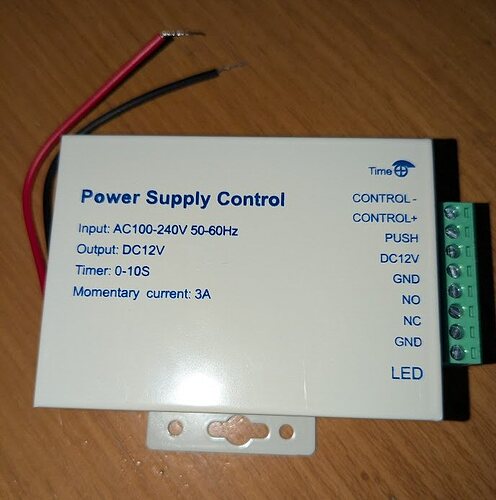 Time
Power Supply Control
Input: AC100-240V 50-60Hz
Output: DC12V
Timer: 0-10S
Momentary current: 3A
CONTROL -
CONTROL+
PUSH
DC12V
GND
NO
NC
GND
LED